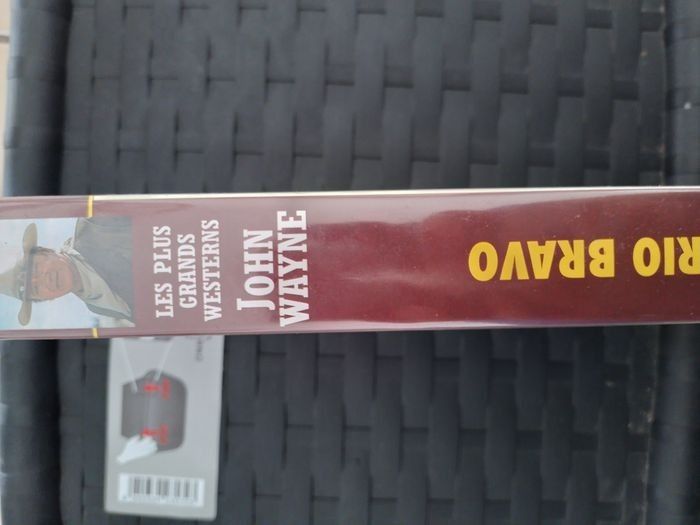 LES PLUS
GRANDS
WESTERNS
JOHN
WAYNE
RIO BRAVO